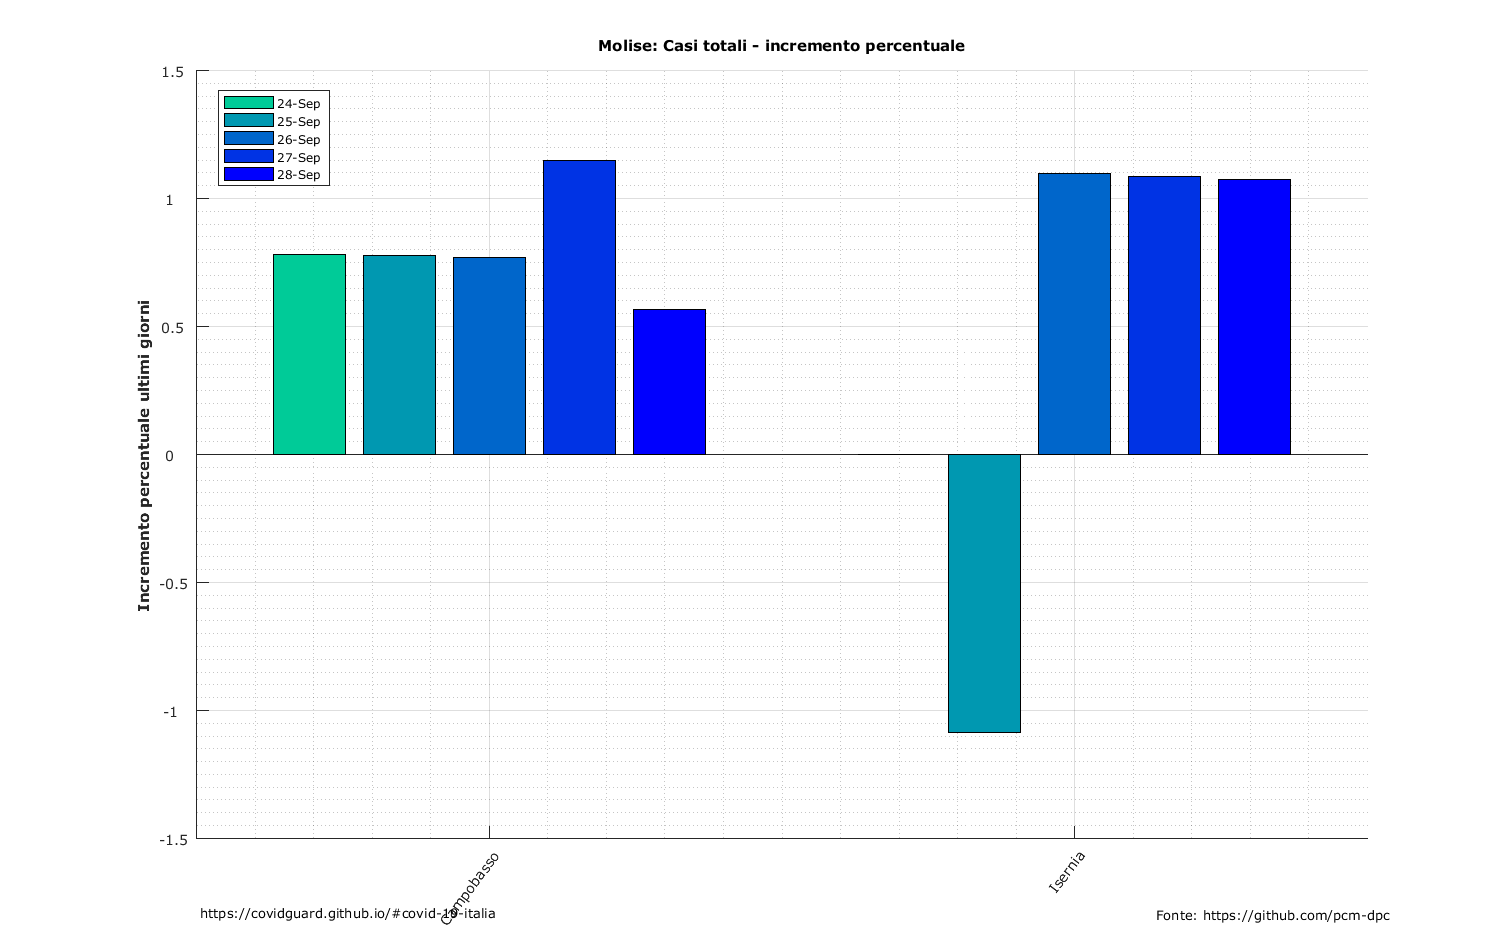 Molise: Casi totali - incremento percentuale
1.5
1
0.5
0
-0.5
-1
-1.5
Incremento percentuale ultimi giorni
24-Sep
25-Sep
26-Sep
27-Sep
28-Sep
Campobasso
Isernia
https://covidguard.github.io/#covid-19-italia
Fonte: https://github.com/pcm-dpc